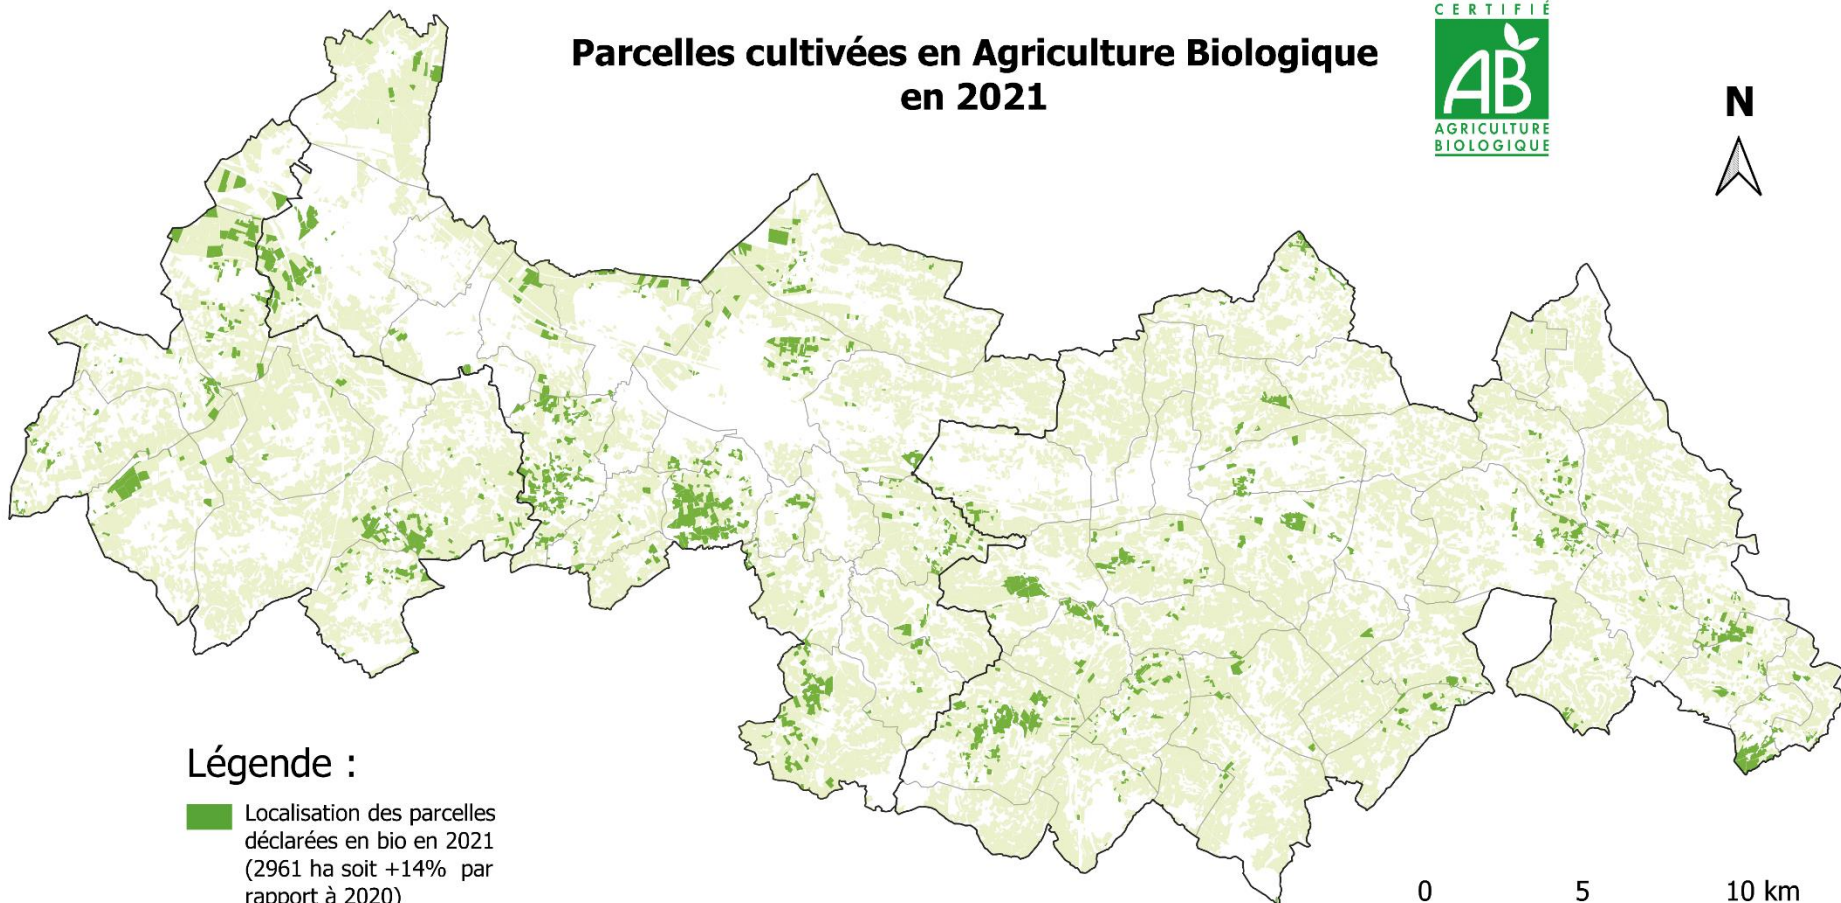 Parcelles cultivées en Agriculture Biologique
en 2021
CERTIFIÉ
AB
AGRICULTURE
BIOLOGIQUE
N
Légende :
Localisation des parcelles
déclarées en bio en 2021
(2961 ha soit +14% par
rapport à 2020)
0 5 10 km